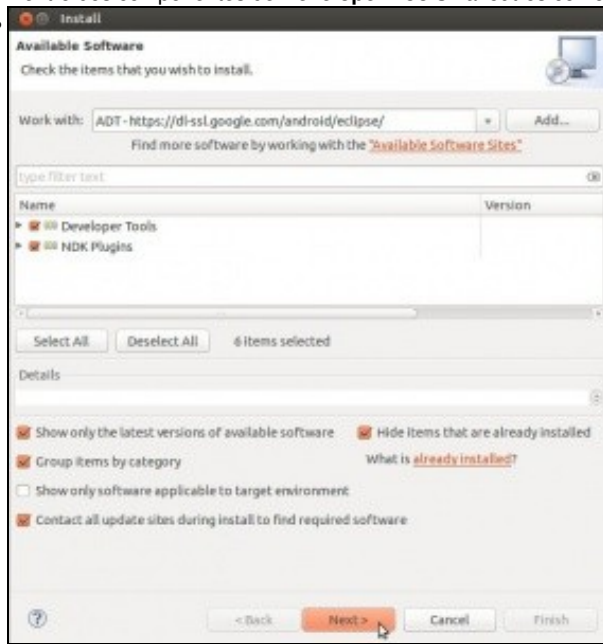 Install
Available Software
Check the items that you wish to install.
Work with: ADT - https://dl-ssl.google.com/android/eclipse/ Add...
Find more software by working with the "Available Software Sites"
type filter text
Name Version
Developer Tools
NDK Plugins
Select All Deselect All 6 items selected
Details
Show only the latest versions of available software Hide items that are already installed
Group items by category What is already installed?
Show only software applicable to target environment
Contact all update sites during install to find required software
? < Back Next > Cancel Finish